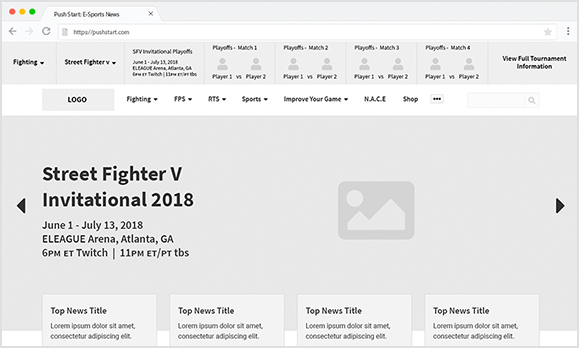 Push Start: E-Sports News
https://pushstart.com
Fighting
Street Fighter v
SFV Invitational Playoffs
June 1 - July 13, 2018
ELEAGUE Arena, Atlanta, GA
6PM ET Twitch | 11PM ET/PT tbs
Playoffs - Match 1
Player 1 vs Player 2
Playoffs - Match 2
Player 1 vs Player 2
Playoffs - Match 3
Player 1 vs Player 2
Playoffs - Match 4
Player 1 vs Player 2
View Full Tournament
Information
LOGO
Fighting
FPS
RTS
Sports
Improve Your Game
N.A.C.E
Shop
Street Fighter V
Invitational 2018
June 1 - July 13, 2018
ELEAGUE Arena, Atlanta, GA
6PM ET Twitch | 11PM ET/PT tbs
Top News Title
Lorem ipsum dolor sit amet,
consectetur adipiscing elit.
Top News Title
Lorem ipsum dolor sit amet,
consectetur adipiscing elit.
Top News Title
Lorem ipsum dolor sit amet,
consectetur adipiscing elit.
Top News Title
Lorem ipsum dolor sit amet,
consectetur adipiscing elit.